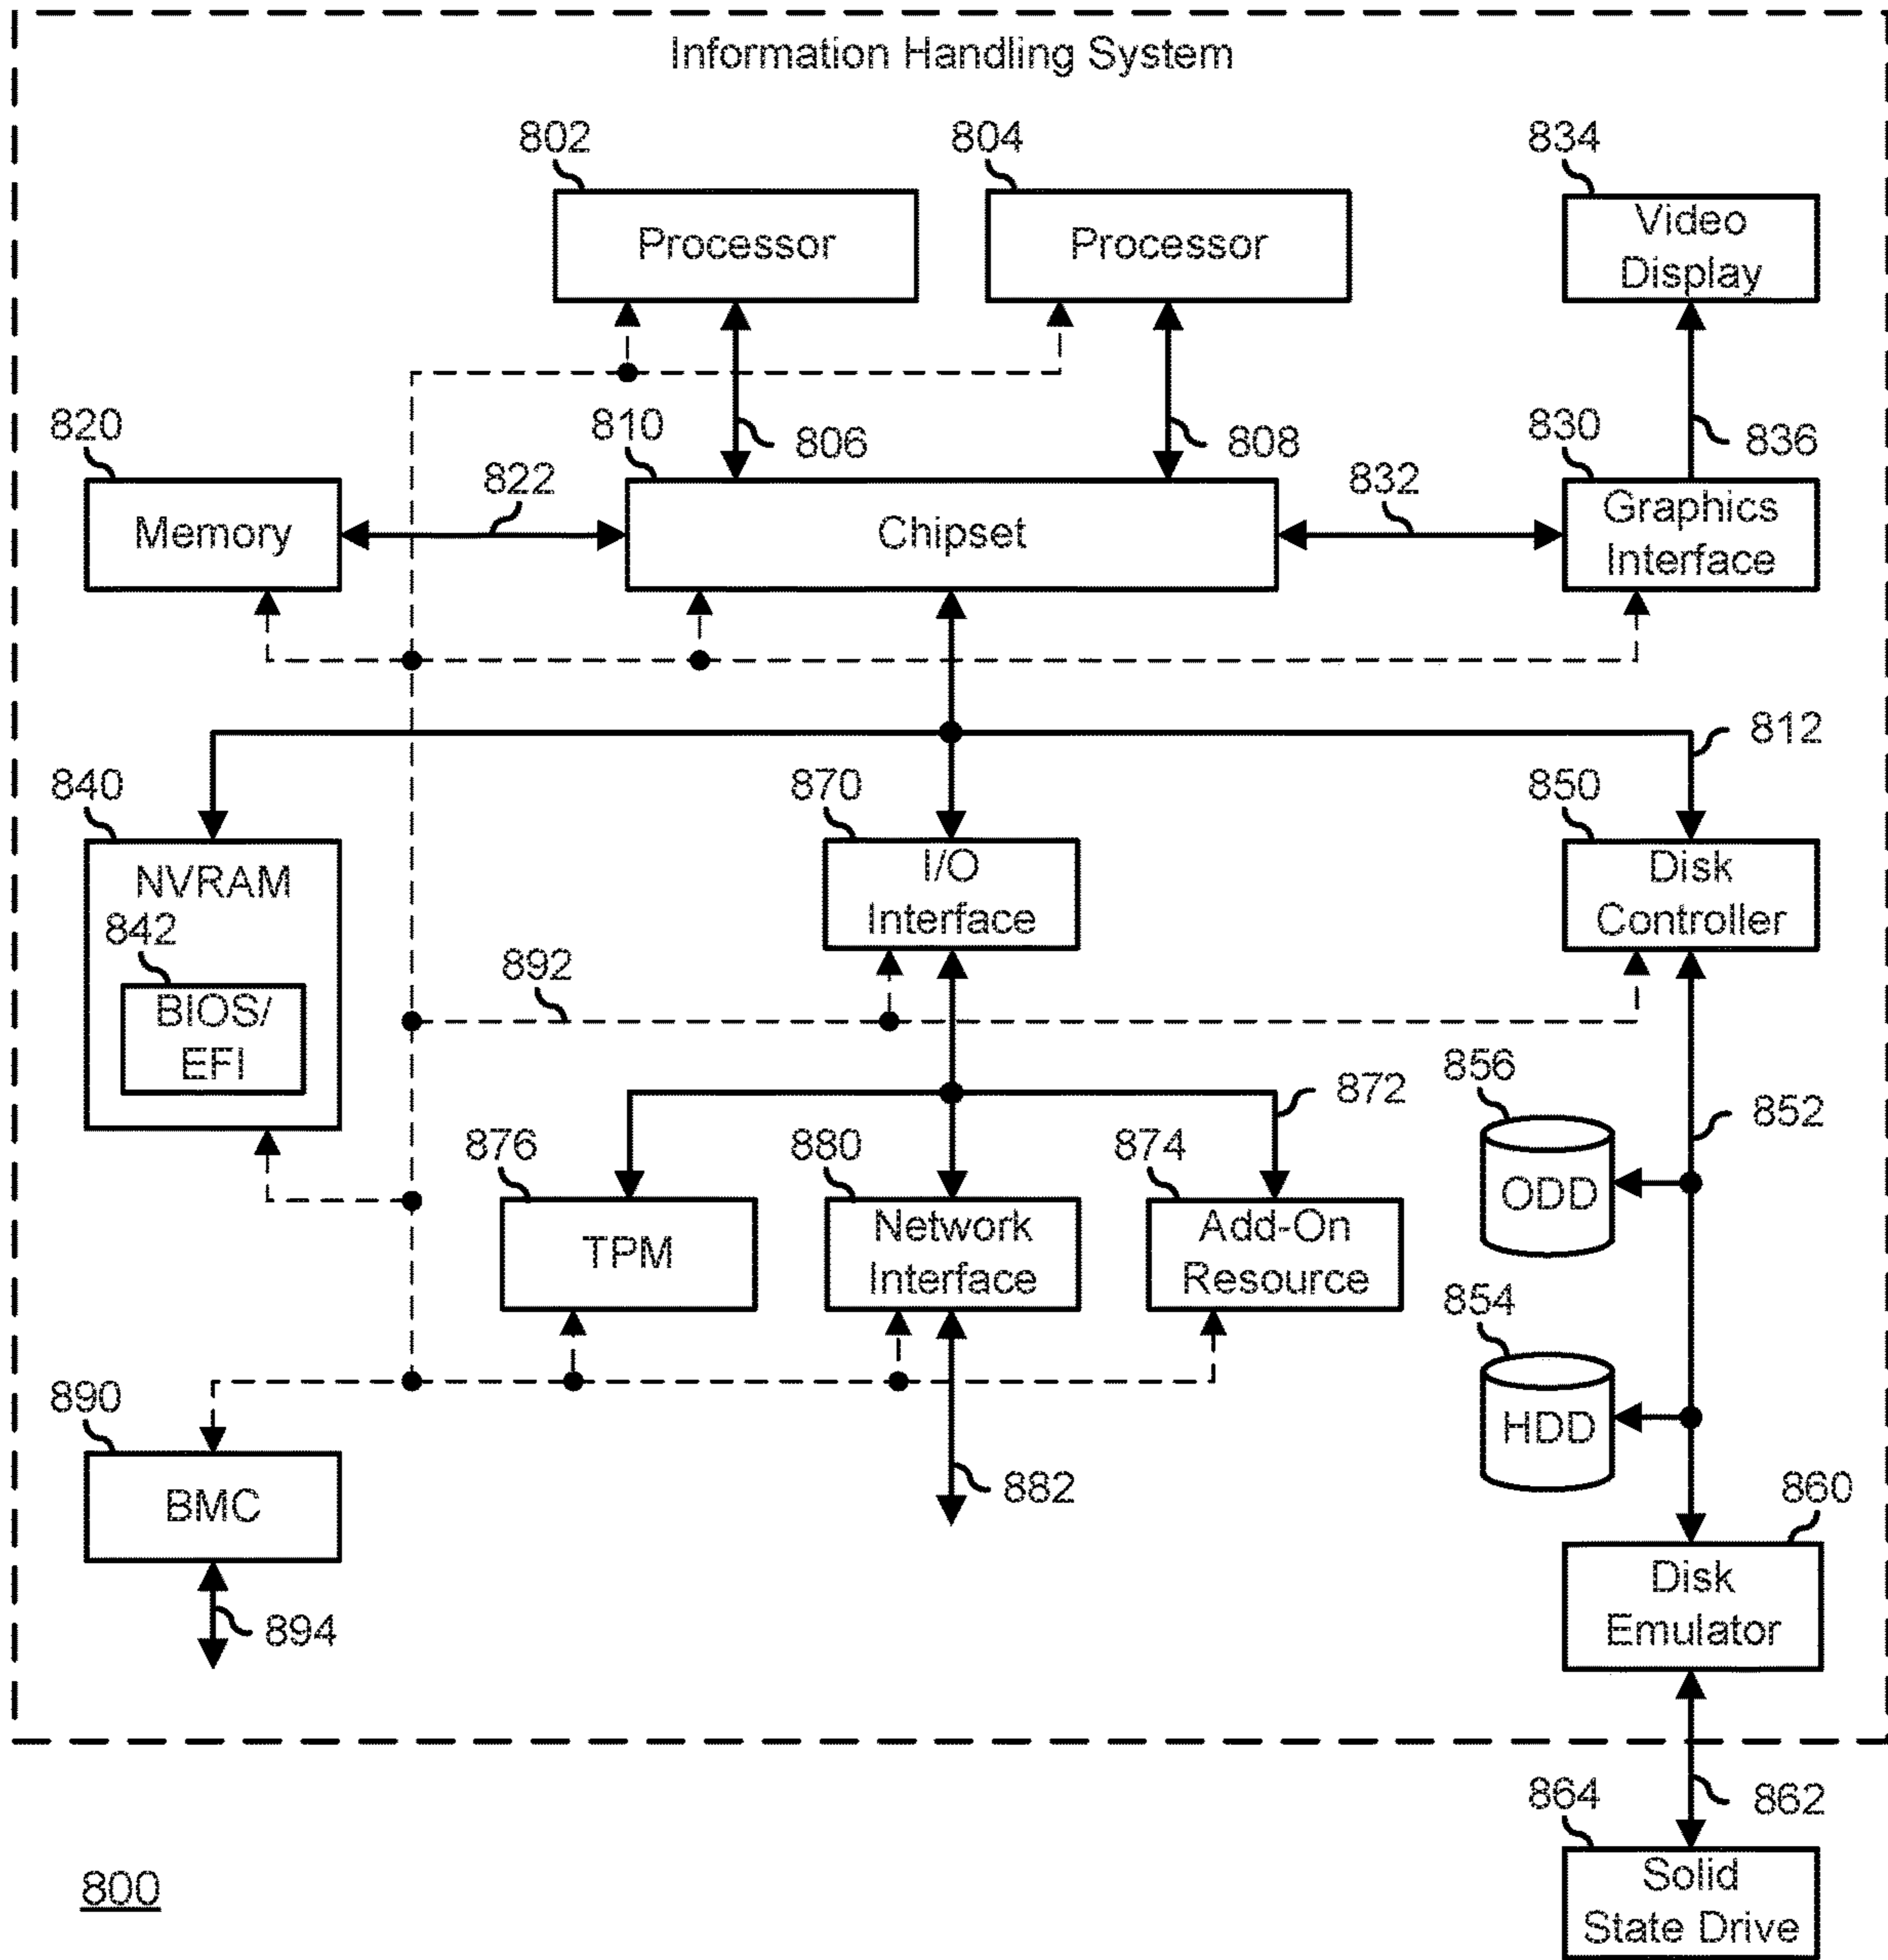 Information Handling System
802
804
834
Processor
Processor
Video
Display
820
810
806
808
830
836
822
832
Memory
Chipset
Graphics
Interface
812
840
870
850
NVRAM
I/O
Interface
Disk
Controller
842
892
BIOS/
EFI
856
872
852
876
880
874
ODD
TPM
Network
Interface
Add-On
Resource
854
890
HDD
882
860
BMC
Disk
Emulator
894
864
862
800
Solid
State Drive